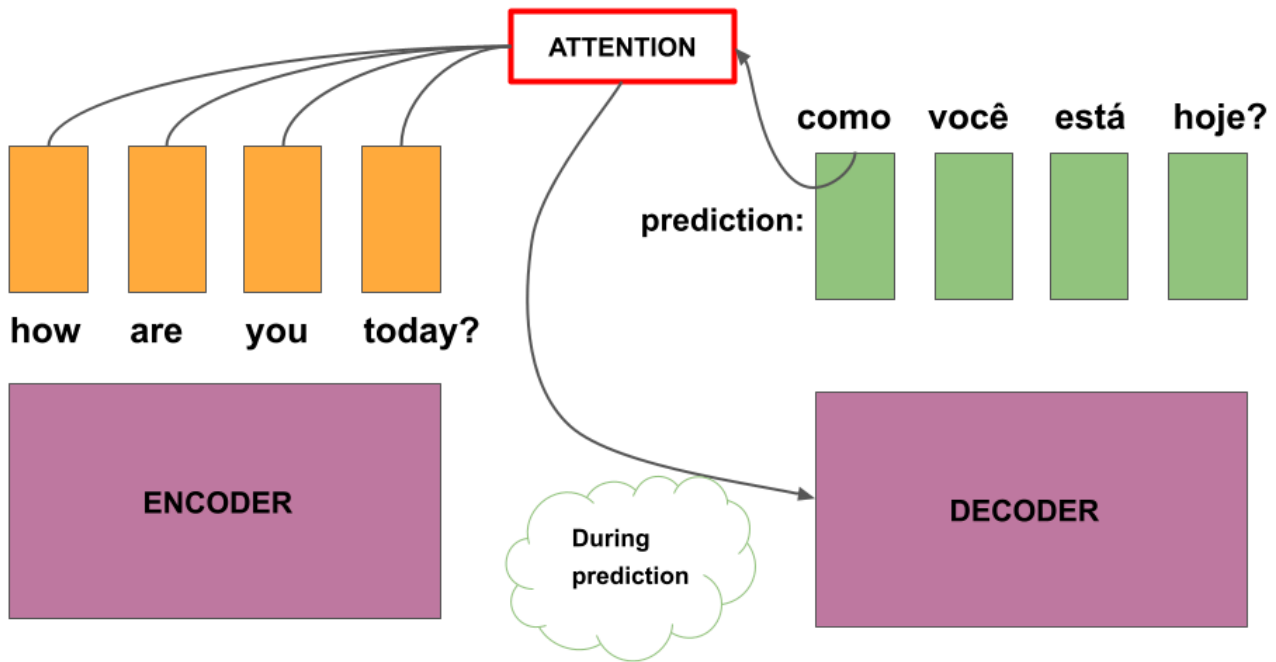 ATTENTION
como você está hoje?
prediction:
how are you today?
ENCODER
DECODER
During
prediction